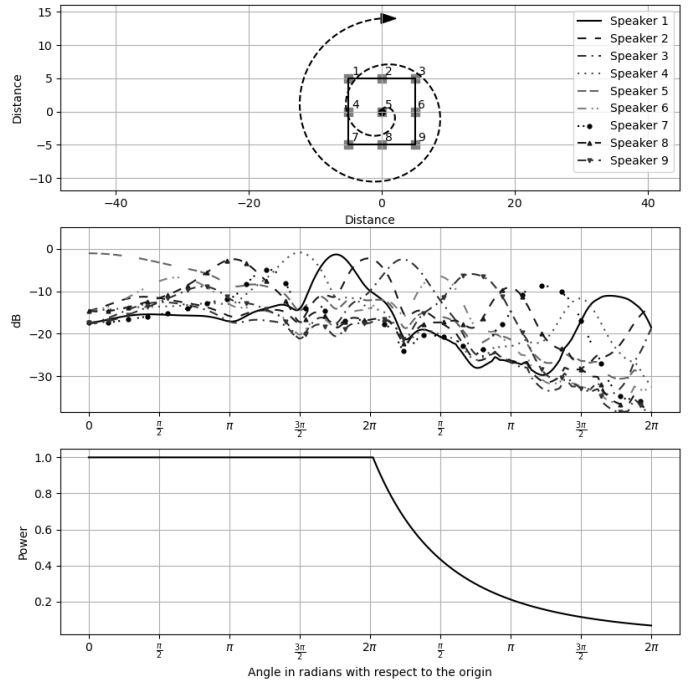 15
10
5
0
−5
−10
Distance
−40
−20
0
20
40
Distance
1 2 3
4 5 6
7 8 9
Speaker 1
Speaker 2
Speaker 3
Speaker 4
Speaker 5
Speaker 6
Speaker 7
Speaker 8
Speaker 9
0
−10
−20
−30
dB
0 π/2 π 3π/2 2π π/2 π 3π/2 2π
1.0
0.8
0.6
0.4
0.2
Power
0 π/2 π 3π/2 2π π/2 π 3π/2 2π
Angle in radians with respect to the origin